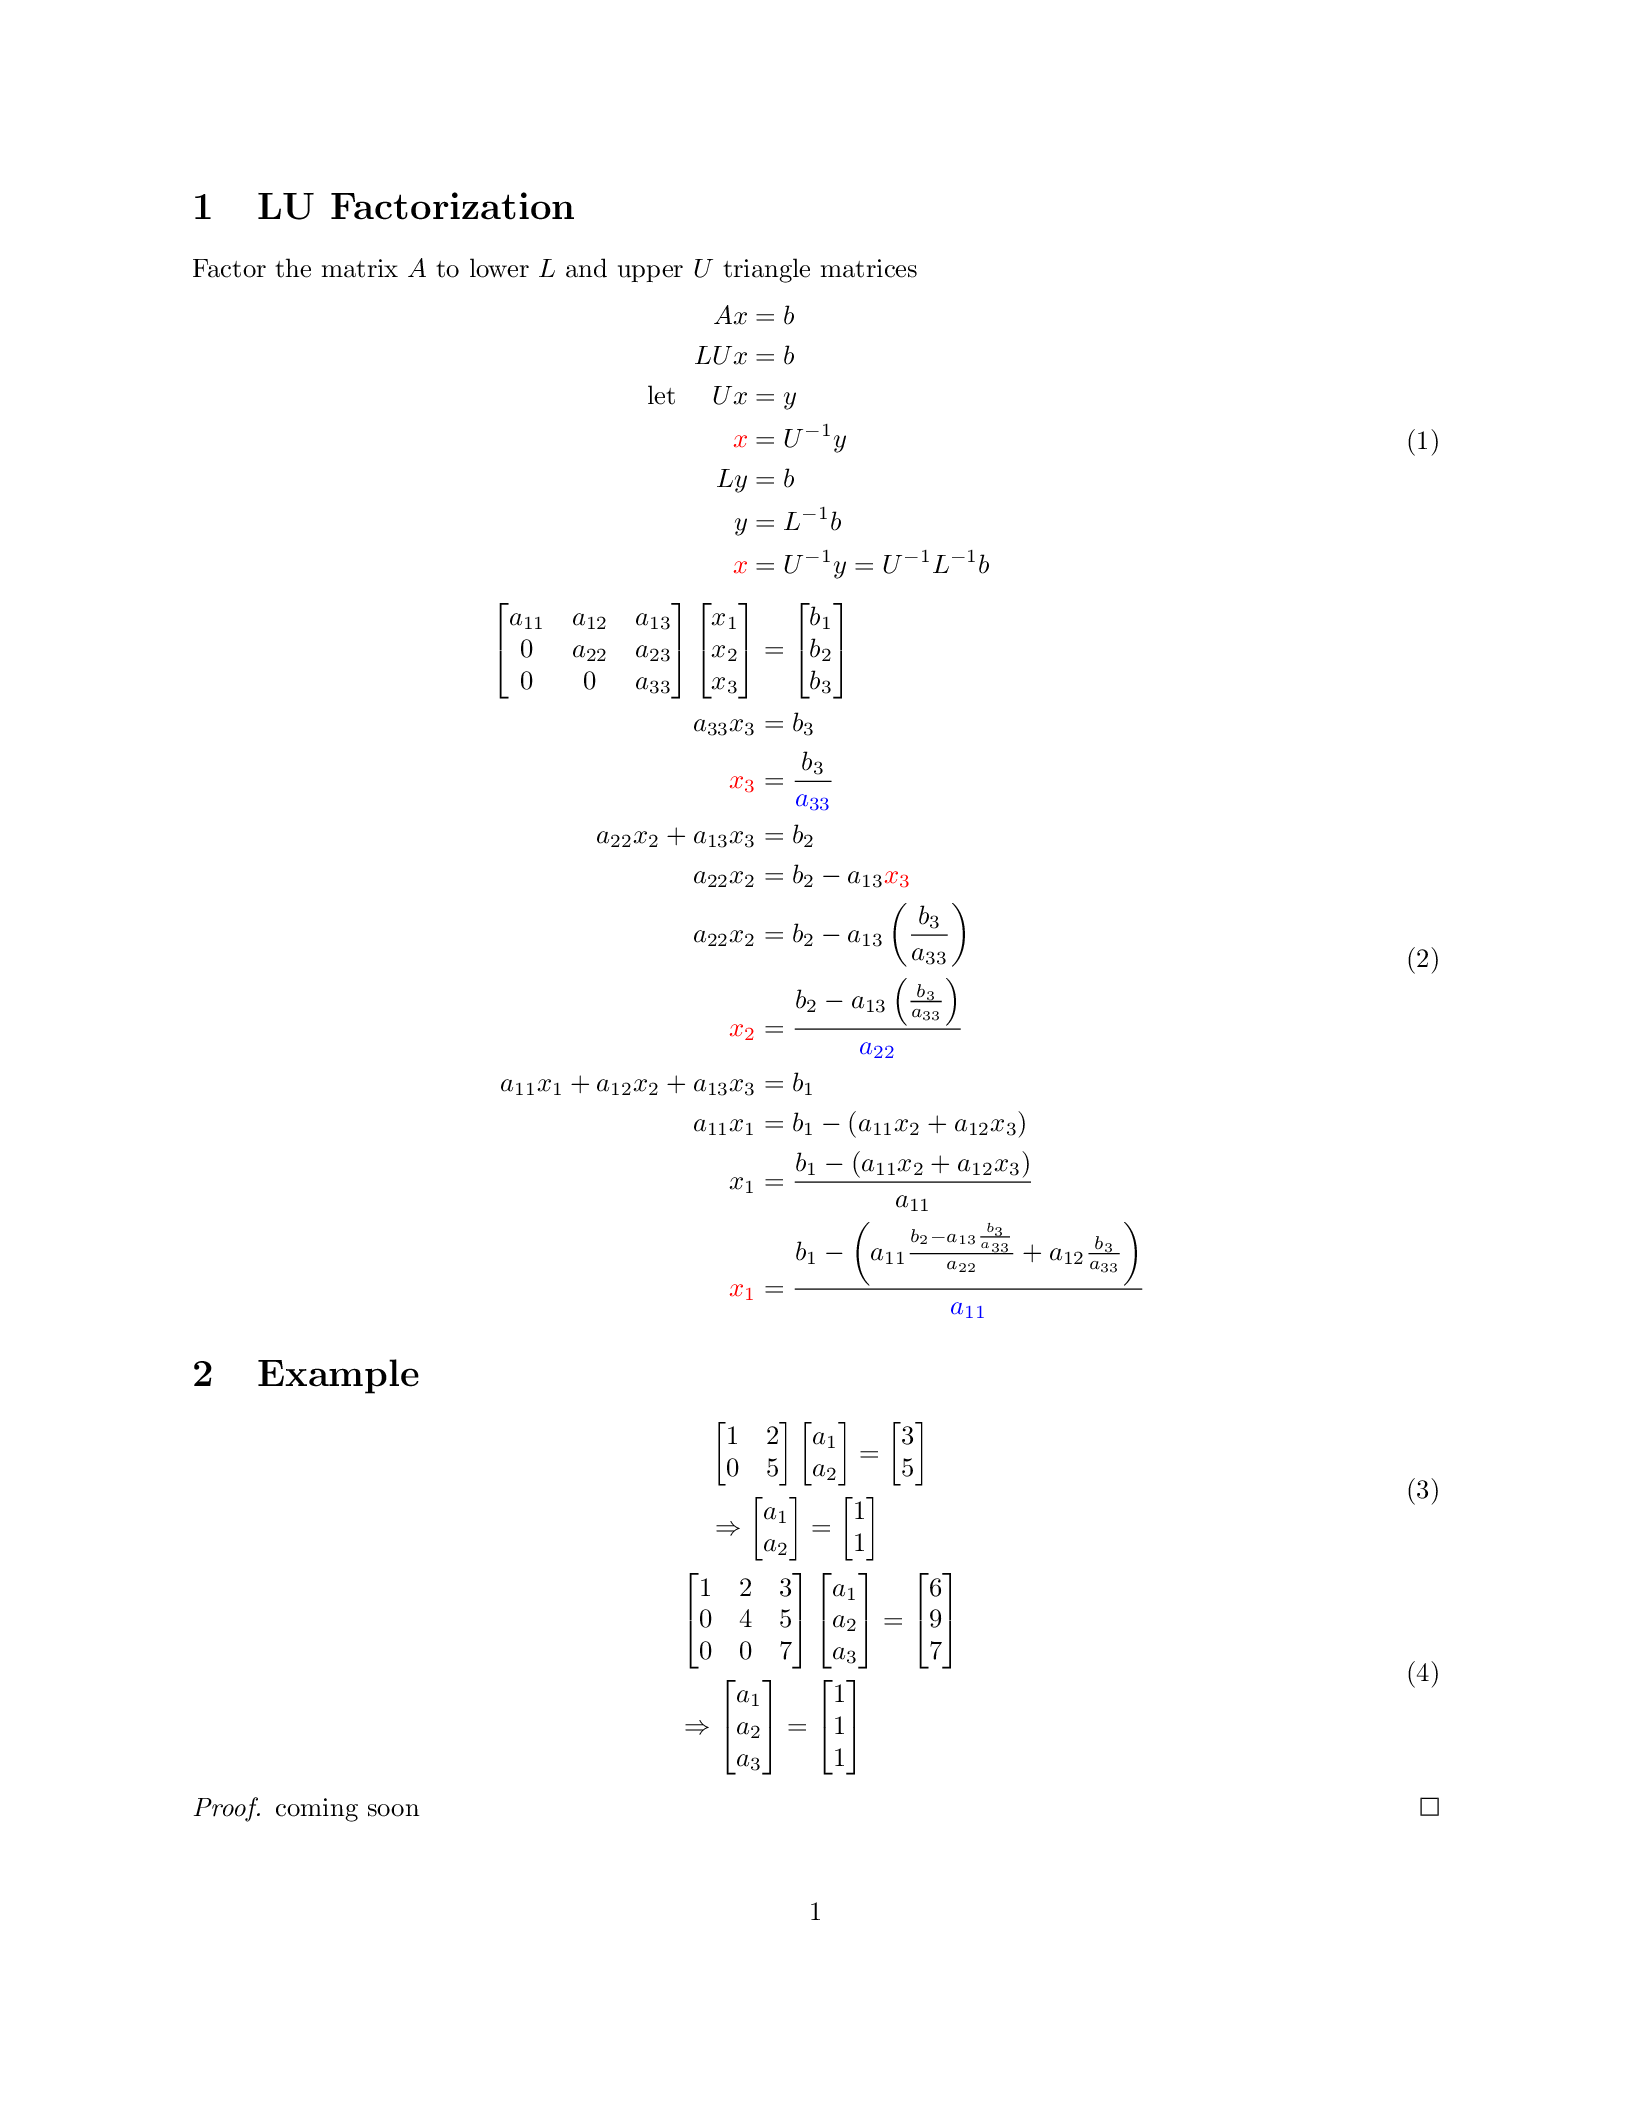 1 LU Factorization
Factor the matrix A to lower L and upper U triangle matrices
Ax = b
LUx = b
let Ux = y
x = U^{-1}y (1)
Ly = b
y = L^{-1}b
x = U^{-1}y = U^{-1}L^{-1}b
\begin{bmatrix} a_{11} & a_{12} & a_{13} \\ 0 & a_{22} & a_{23} \\ 0 & 0 & a_{33} \end{bmatrix} \begin{bmatrix} x_1 \\ x_2 \\ x_3 \end{bmatrix} = \begin{bmatrix} b_1 \\ b_2 \\ b_3 \end{bmatrix}
a_{33}x_3 = b_3
x_3 = \frac{b_3}{a_{33}}
a_{22}x_2 + a_{13}x_3 = b_2
a_{22}x_2 = b_2 - a_{13}x_3
a_{22}x_2 = b_2 - a_{13}\left(\frac{b_3}{a_{33}}\right)
(2)
x_2 = \frac{b_2 - a_{13}\left(\frac{b_3}{a_{33}}\right)}{a_{22}}
a_{11}x_1 + a_{12}x_2 + a_{13}x_3 = b_1
a_{11}x_1 = b_1 - (a_{11}x_2 + a_{12}x_3)
x_1 = \frac{b_1 - (a_{11}x_2 + a_{12}x_3)}{a_{11}}
x_1 = \frac{b_1 - \left(a_{11}\frac{b_2 - a_{13}\frac{b_3}{a_{33}}}{a_{22}} + a_{12}\frac{b_3}{a_{33}}\right)}{a_{11}}
2 Example
\begin{bmatrix} 1 & 2 \\ 0 & 5 \end{bmatrix} \begin{bmatrix} a_1 \\ a_2 \end{bmatrix} = \begin{bmatrix} 3 \\ 5 \end{bmatrix}
(3)
⇒ \begin{bmatrix} a_1 \\ a_2 \end{bmatrix} = \begin{bmatrix} 1 \\ 1 \end{bmatrix}
\begin{bmatrix} 1 & 2 & 3 \\ 0 & 4 & 5 \\ 0 & 0 & 7 \end{bmatrix} \begin{bmatrix} a_1 \\ a_2 \\ a_3 \end{bmatrix} = \begin{bmatrix} 6 \\ 9 \\ 7 \end{bmatrix}
(4)
⇒ \begin{bmatrix} a_1 \\ a_2 \\ a_3 \end{bmatrix} = \begin{bmatrix} 1 \\ 1 \\ 1 \end{bmatrix}
Proof. coming soon □
1